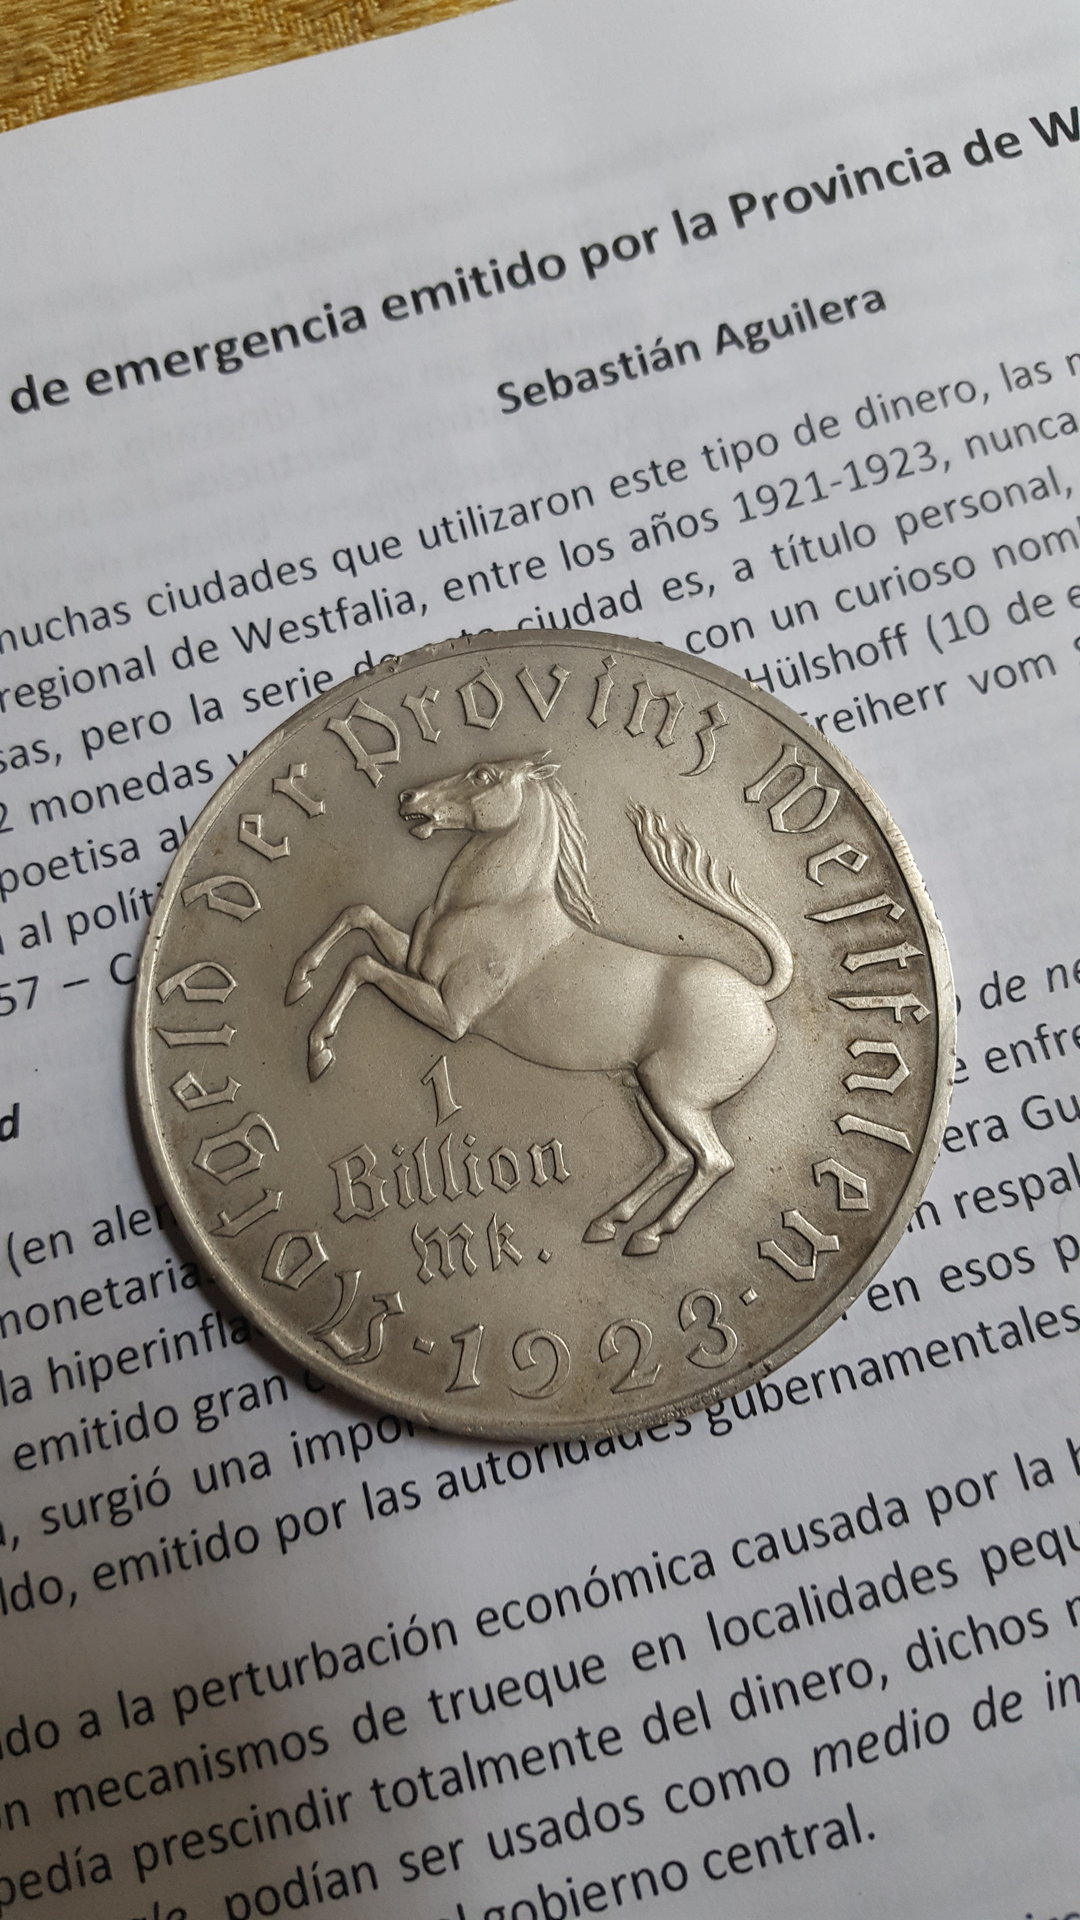 de emergencia emitido por la Provincia de W
Sebastián Aguilera
muchas ciudades que utilizaron este tipo de dinero, las
regional de Westfalia, entre los años 1921-1923, nunca
sas, pero la serie de ciudad es, a título personal,
2 monedas con un curioso nom
poetisa al Hülshoff (10 de e
al polít Freiherr vom S
57 – C
de ne
enfre
d
era Gu
(en alem n respal
monetaria en esos p
la hiperinfla
emitido gran gubernamentales
, surgió una impor
ldo, emitido por las autoridades
do a la perturbación económica causada por la h
n mecanismos de trueque en localidades pequ
pedía prescindir totalmente del dinero, dichos
podían ser usados como medio de in
gobierno central.
Notgeld der Provinz Westfalen
1
Billion
Mk.
·1923·